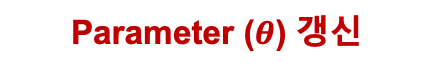 Parameter (𝜽) 갱신